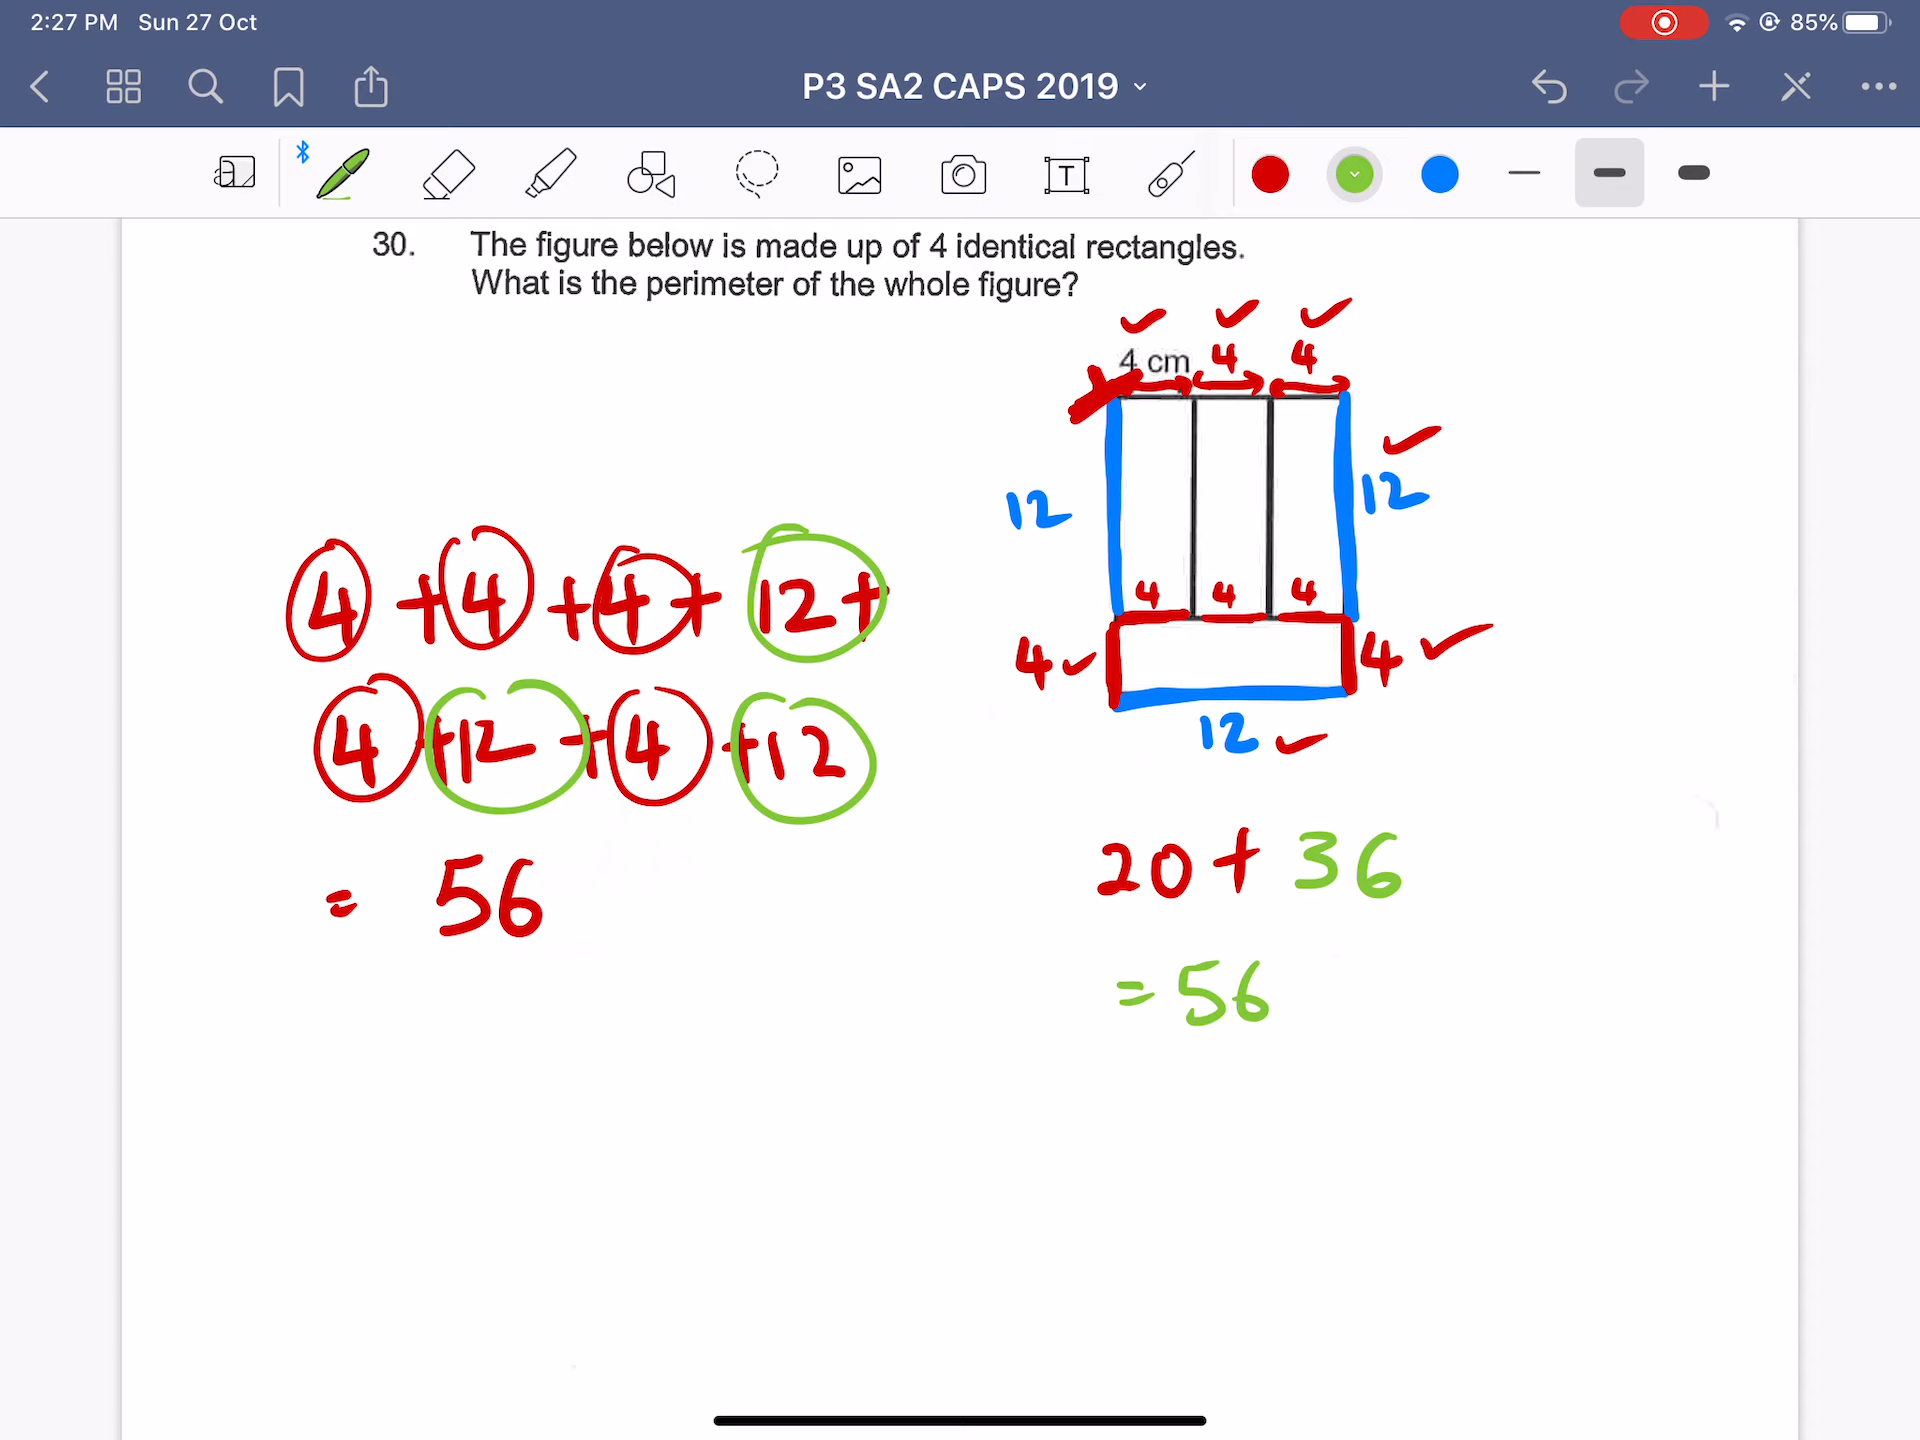 2:27 PM Sun 27 Oct
85%
P3 SA2 CAPS 2019
T
30. The figure below is made up of 4 identical rectangles.
What is the perimeter of the whole figure?
4 cm 4 4
12 12
4 4 4
4 4
12
4 + 4 + 4 + 12 +
4 + 12 + 4 + 12
= 56
20 + 36
= 56